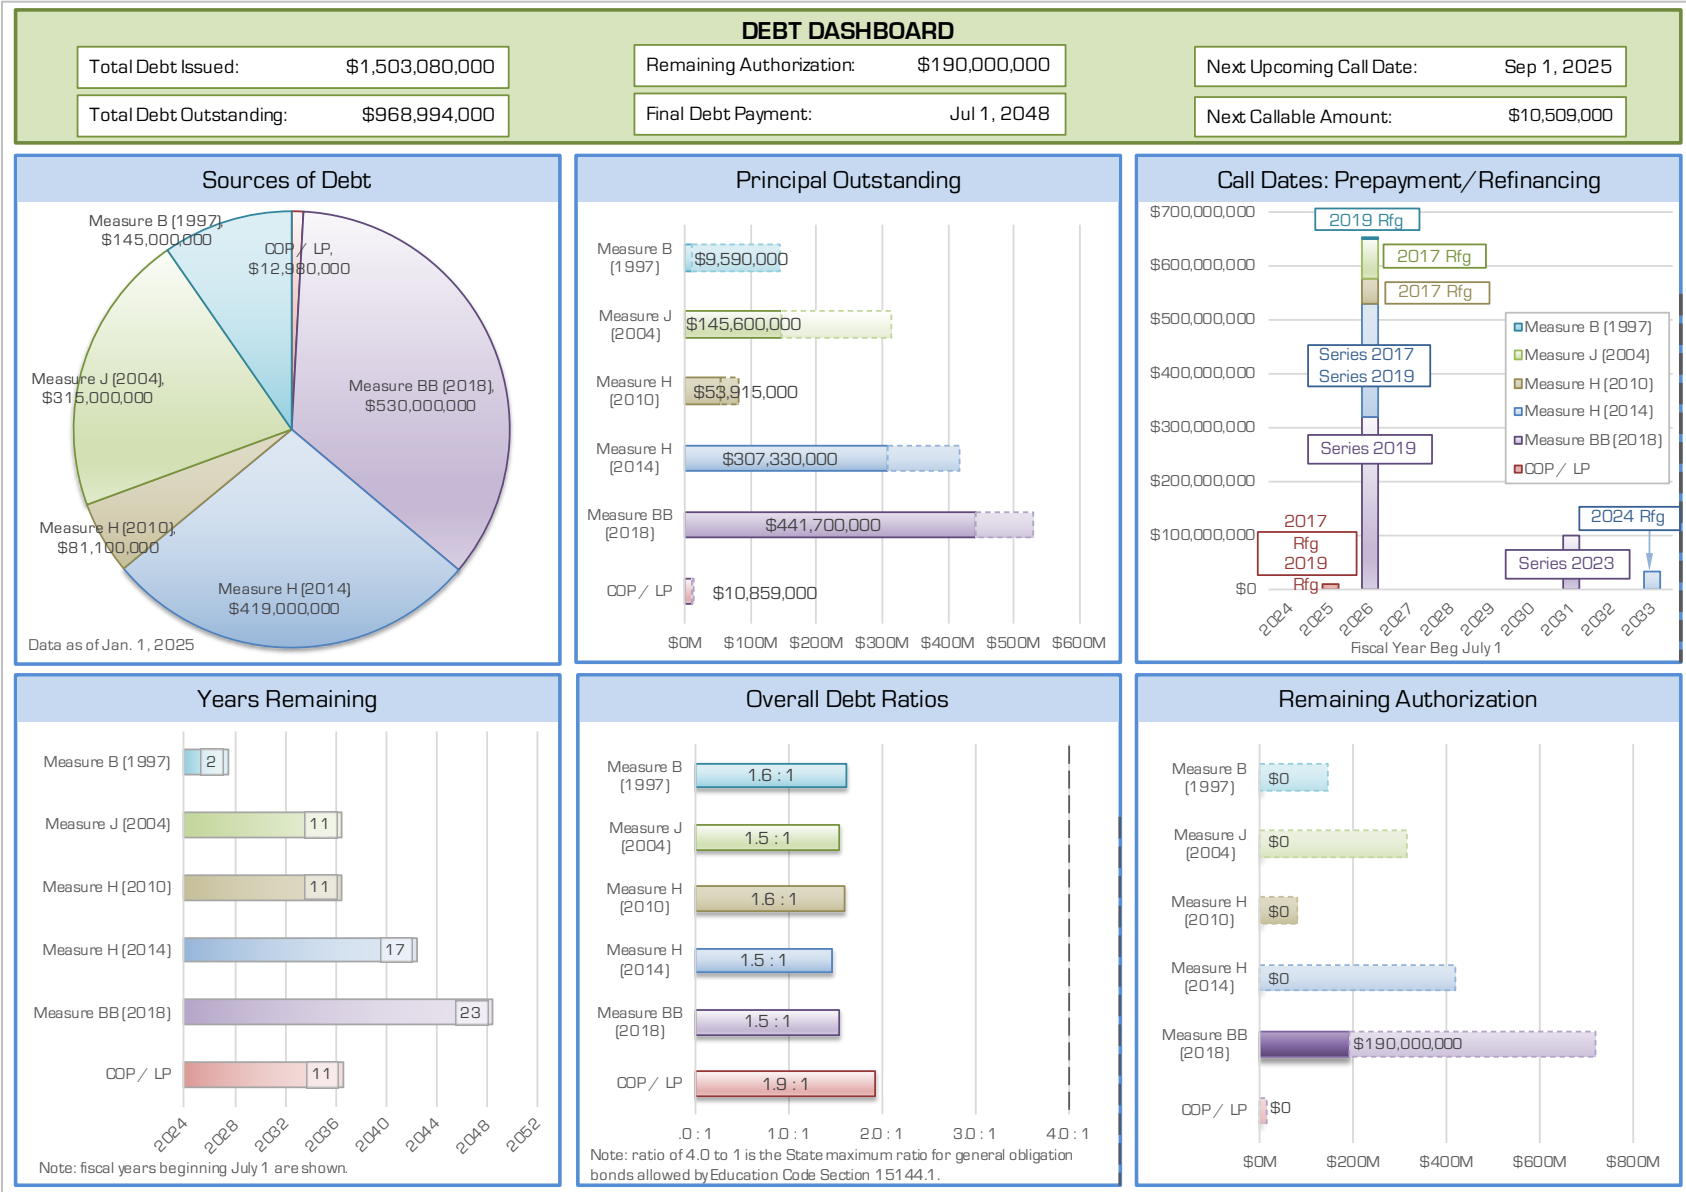 DEBT DASHBOARD
Total Debt Issued: $1,503,080,000
Remaining Authorization: $190,000,000
Next Upcoming Call Date: Sep 1, 2025
Total Debt Outstanding: $968,994,000
Final Debt Payment: Jul 1, 2048
Next Callable Amount: $10,509,000
Sources of Debt
Measure B (1997),
$145,000,000
COP / LP,
$12,980,000
Measure J (2004),
$315,000,000
Measure BB (2018),
$530,000,000
Measure H (2010),
$81,100,000
Measure H (2014)
$419,000,000
Data as of Jan. 1, 2025
Principal Outstanding
Measure B
(1997)
$9,590,000
Measure J
(2004)
$145,600,000
Measure H
(2010)
$53,915,000
Measure H
(2014)
$307,330,000
Measure BB
(2018)
$441,700,000
COP / LP
$10,859,000
$0M $100M $200M $300M $400M $500M $600M
Call Dates: Prepayment/Refinancing
$700,000,000
$600,000,000
$500,000,000
$400,000,000
$300,000,000
$200,000,000
$100,000,000
$0
2019 Rfg
2017 Rfg
2017 Rfg
Series 2017
Series 2019
Series 2019
2017
Rfg
2019
Rfg
Series 2023
2024 Rfg
Measure B (1997)
Measure J (2004)
Measure H (2010)
Measure H (2014)
Measure BB (2018)
COP / LP
2024 2025 2026 2027 2028 2029 2030 2031 2032 2033
Fiscal Year Beg July 1
Years Remaining
Measure B (1997) 2
Measure J (2004) 11
Measure H (2010) 11
Measure H (2014) 17
Measure BB (2018) 23
COP / LP 11
2024 2028 2032 2036 2040 2044 2048 2052
Note: fiscal years beginning July 1 are shown.
Overall Debt Ratios
Measure B
(1997)
1.6 : 1
Measure J
(2004)
1.5 : 1
Measure H
(2010)
1.6 : 1
Measure H
(2014)
1.5 : 1
Measure BB
(2018)
1.5 : 1
COP / LP
1.9 : 1
.0 : 1 1.0 : 1 2.0 : 1 3.0 : 1 4.0 : 1
Note: ratio of 4.0 to 1 is the State maximum ratio for general obligation
bonds allowed by Education Code Section 15144.1.
Remaining Authorization
Measure B
(1997)
$0
Measure J
(2004)
$0
Measure H
(2010)
$0
Measure H
(2014)
$0
Measure BB
(2018)
$190,000,000
COP / LP
$0
$0M $200M $400M $600M $800M